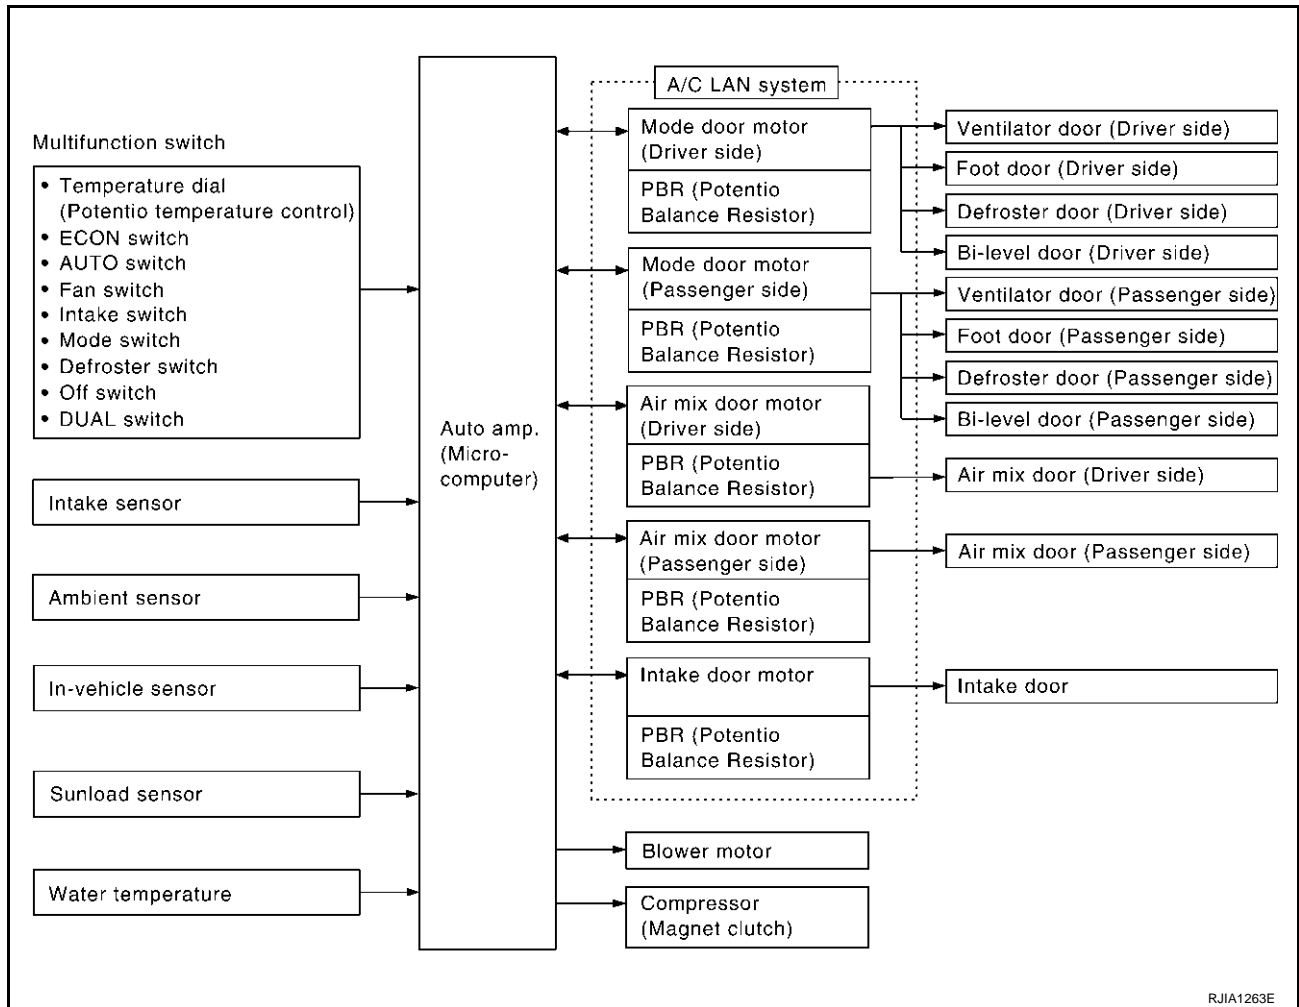 Multifunction switch
• Temperature dial
(Potentio temperature control)
• ECON switch
• AUTO switch
• Fan switch
• Intake switch
• Mode switch
• Defroster switch
• Off switch
• DUAL switch
Intake sensor
Ambient sensor
In-vehicle sensor
Sunload sensor
Water temperature
Auto amp.
(Micro-
computer)
A/C LAN system
Mode door motor
(Driver side)
PBR (Potentio
Balance Resistor)
Mode door motor
(Passenger side)
PBR (Potentio
Balance Resistor)
Air mix door motor
(Driver side)
PBR (Potentio
Balance Resistor)
Air mix door motor
(Passenger side)
PBR (Potentio
Balance Resistor)
Intake door motor
PBR (Potentio
Balance Resistor)
Blower motor
Compressor
(Magnet clutch)
Ventilator door (Driver side)
Foot door (Driver side)
Defroster door (Driver side)
Bi-level door (Driver side)
Ventilator door (Passenger side)
Foot door (Passenger side)
Defroster door (Passenger side)
Bi-level door (Passenger side)
Air mix door (Driver side)
Air mix door (Passenger side)
Intake door
RJIA1263E